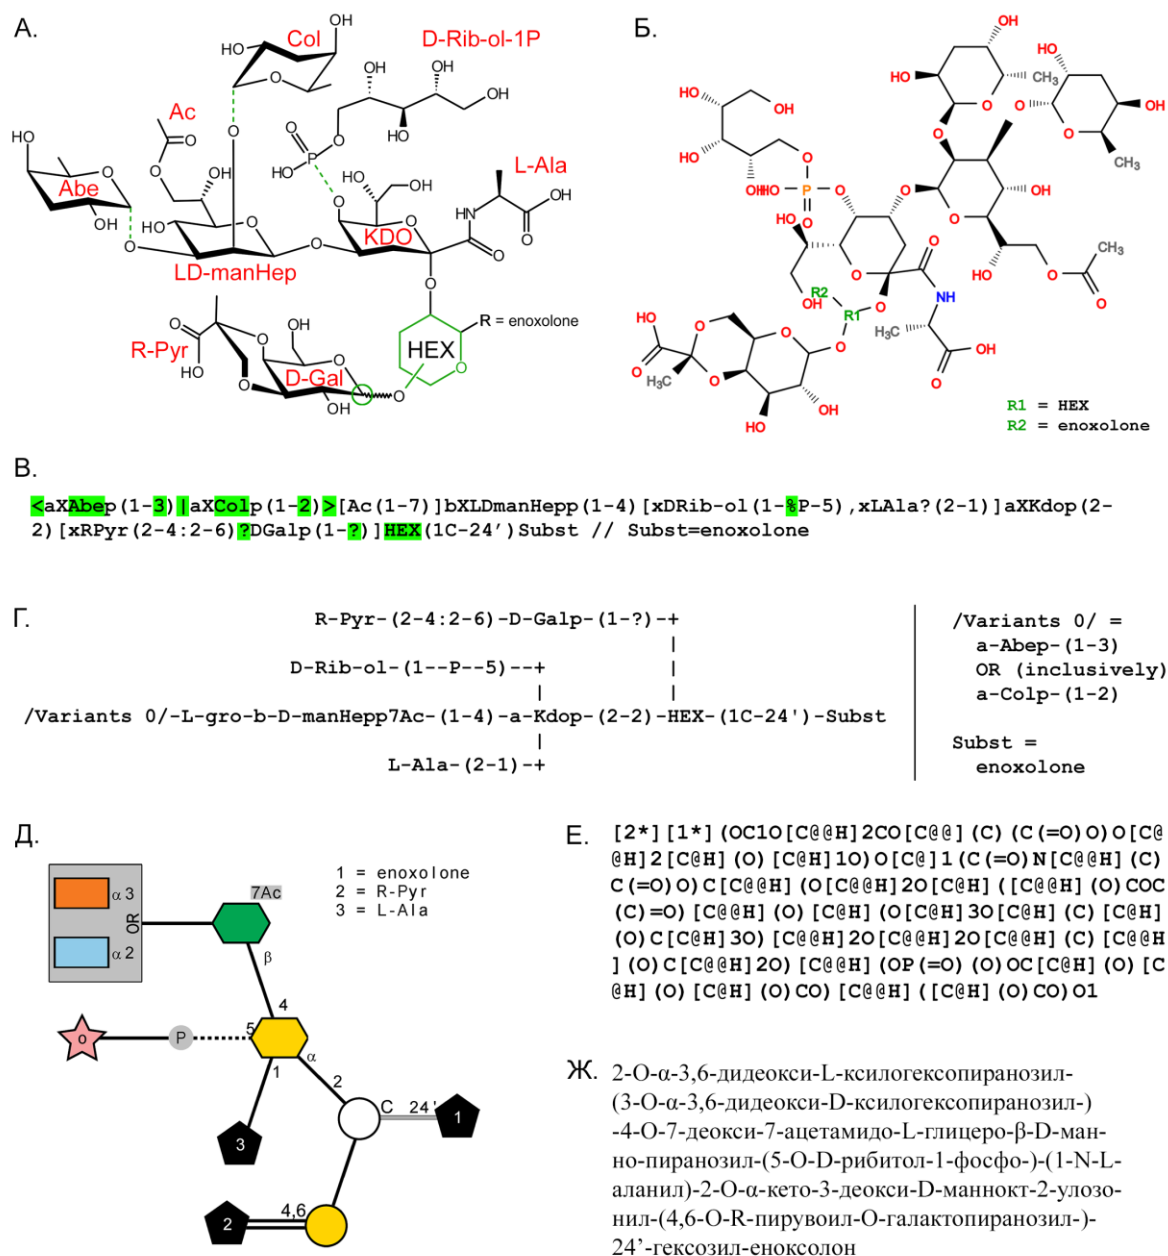 А.
Col
D-Rib-ol-1P
Ac
L-Ala
Abe
KDO
LD-manHep
R-Pyr
D-Gal
HEX
R = enoxolone
Б.
R1 = HEX
R2 = enoxolone
В.
<aXAbep(1-3)|aXColp(1-2)>[Ac(1-7)]bXLDmanHepp(1-4)[xDRib-ol(1-%P-5),xLAla?(2-1)]aXKdop(2-
2)[xRPyr(2-4:2-6)?DGalp(1-?)]HEX(1C-24')Subst // Subst=enoxolone
Г.
R-Pyr-(2-4:2-6)-D-Galp-(1-?)-+
|
D-Rib-ol-(1--P--5)--+ |
| |
/Variants 0/-L-gro-b-D-manHepp7Ac-(1-4)-a-Kdop-(2-2)-HEX-(1C-24')-Subst
|
L-Ala-(2-1)-+
/Variants 0/ =
a-Abep-(1-3)
OR (inclusively)
a-Colp-(1-2)
Subst =
enoxolone
Д.
α 3
OR
α 2
7Ac
β
4
5
α
1
2
o
P
C 24'
1
3
4,6
2
1 = enoxolone
2 = R-Pyr
3 = L-Ala
Е.
[2*][1*](OC1O[C@@H]2CO[C@@](C)(C(=O)O)O[C@
@H]2[C@H](O)[C@H]1O)O[C@]1(C(=O)N[C@@H](C)
C(=O)O)C[C@@H](O[C@@H]2O[C@H]([C@@H](O)COC
(C)=O)[C@@H](O)[C@H](O[C@H]3O[C@H](C)[C@H]
(O)C[C@H]3O)[C@@H]2O[C@@H]2O[C@@H](C)[C@@H
](O)C[C@@H]2O)[C@@H](OP(=O)(O)OC[C@H](O)[C
@H](O)[C@H](O)CO)[C@@H]([C@H](O)CO)O1
Ж.
2-О-α-3,6-дидеокси-L-ксилогексопиранозил-
(3-О-α-3,6-дидеокси-D-ксилогексопиранозил-)
-4-О-7-деокси-7-ацетамидо-L-глицеро-β-D-ман-
но-пиранозил-(5-О-D-рибитол-1-фосфо-)-(1-N-L-
аланил)-2-О-α-кето-3-деокси-D-маннокт-2-улозо-
нил-(4,6-О-R-пирувоил-О-галактопиранозил-)-
24'-гексозил-еноксолон